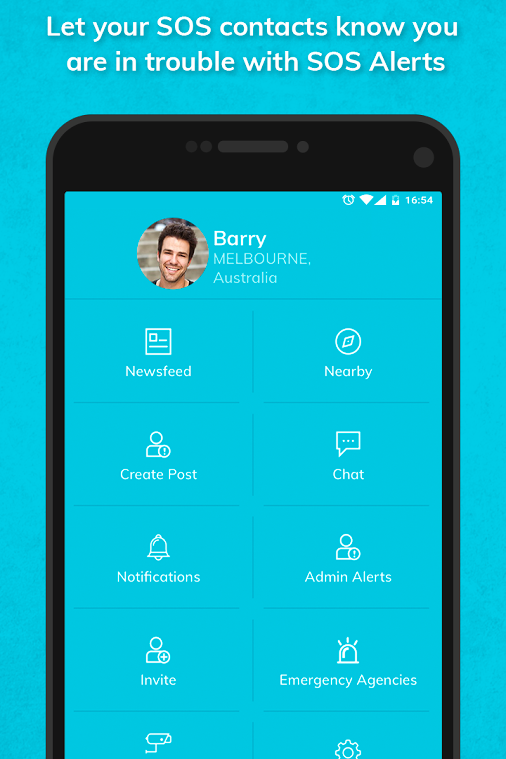 Let your SOS contacts know you
are in trouble with SOS Alerts
16:54
Barry
MELBOURNE,
Australia
Newsfeed
Nearby
Create Post
Chat
Notifications
Admin Alerts
Invite
Emergency Agencies